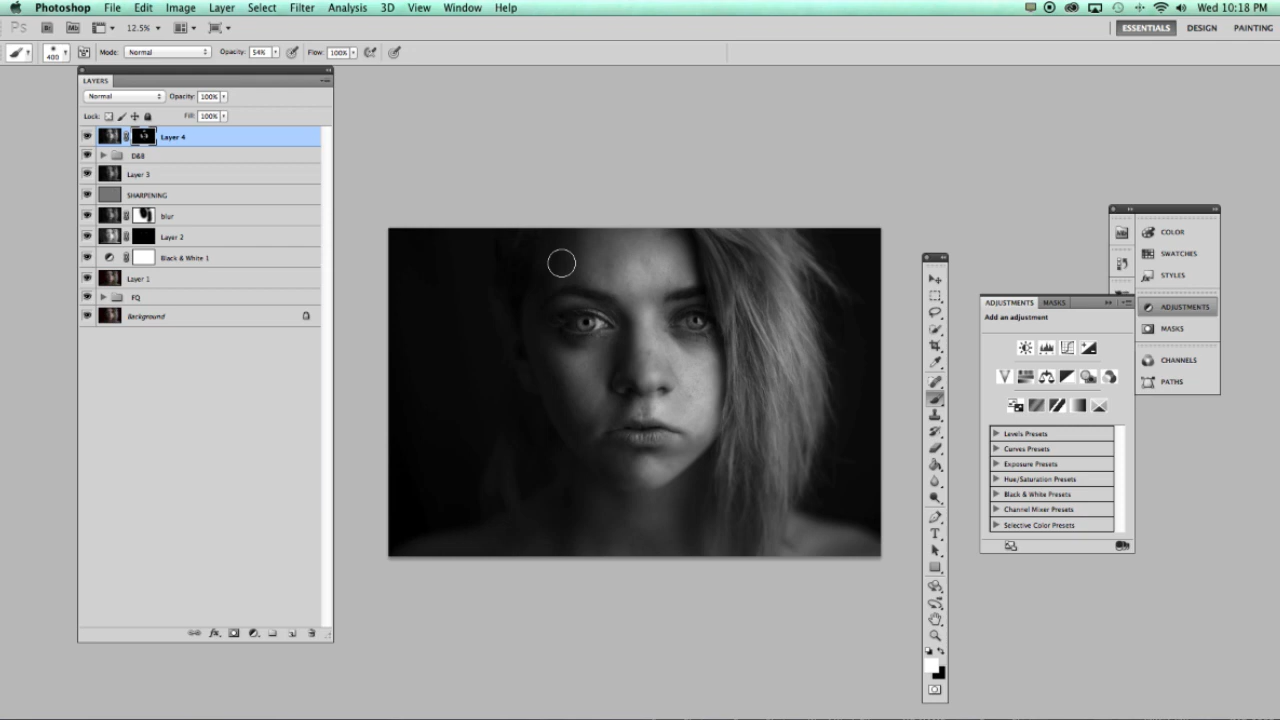 Photoshop File Edit Image Layer Select Filter Analysis 3D View Window Help Wed 10:18 PM
Ps Br Mb 12.5% ESSENTIALS DESIGN PAINTING
400 Mode: Normal Opacity: 54% Flow: 100%
LAYERS
Normal Opacity: 100%
Lock: Fill: 100%
Layer 4
D&B
Layer 3
SHARPENING
blur
Layer 2
Black & White 1
Layer 1
FQ
Background
COLOR
SWATCHES
STYLES
ADJUSTMENTS
MASKS
CHANNELS
PATHS
ADJUSTMENTS MASKS
Add an adjustment
Levels Presets
Curves Presets
Exposure Presets
Hue/Saturation Presets
Black & White Presets
Channel Mixer Presets
Selective Color Presets